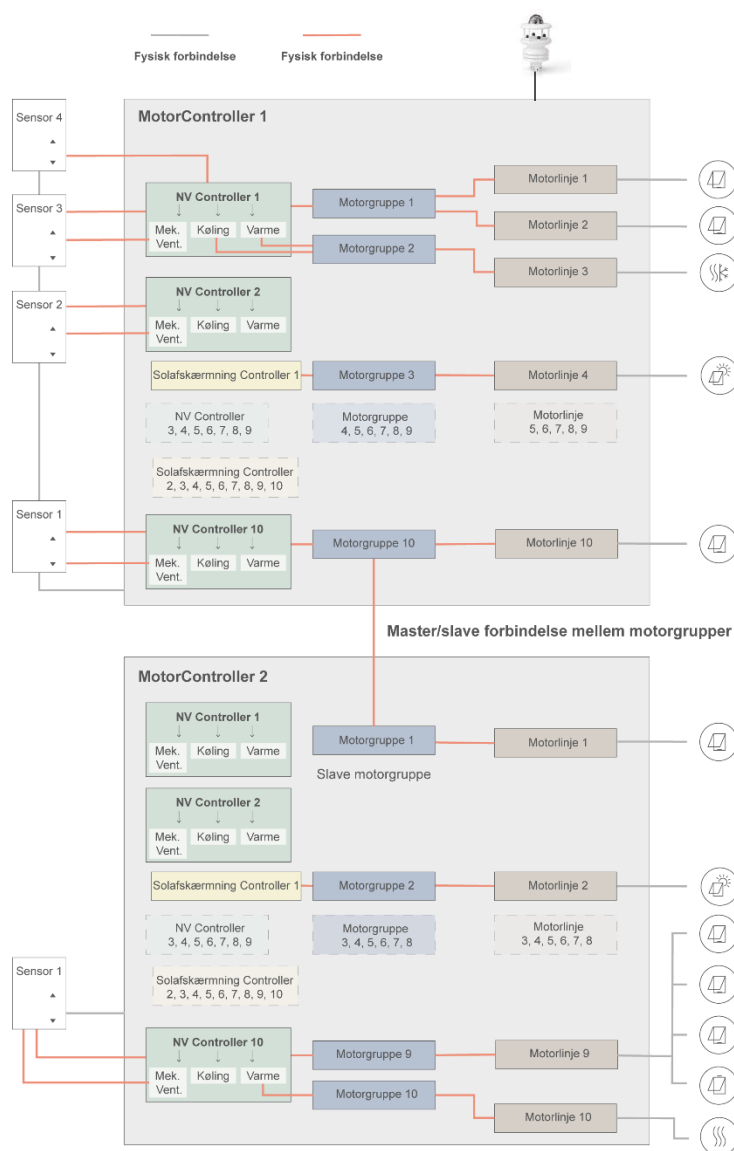 Fysisk forbindelse
Fysisk forbindelse
Sensor 4
MotorController 1
Motorlinje 1
NV Controller 1
Motorgruppe 1
Sensor 3
Motorlinje 2
Mek. Køling Varme
Vent.
Motorgruppe 2
Motorlinje 3
NV Controller 2
Sensor 2
Mek. Køling Varme
Vent.
Solafskærmning Controller 1
Motorgruppe 3
Motorlinje 4
NV Controller
3, 4, 5, 6, 7, 8, 9
Motorgruppe
4, 5, 6, 7, 8, 9
Motorlinje
5, 6, 7, 8, 9
Solafskærmning Controller
2, 3, 4, 5, 6, 7, 8, 9, 10
Sensor 1
NV Controller 10
Motorgruppe 10
Motorlinje 10
Mek. Køling Varme
Vent.
Master/slave forbindelse mellem motorgrupper
MotorController 2
NV Controller 1
Mek. Køling Varme
Vent.
Motorgruppe 1
Motorlinje 1
Slave motorgruppe
NV Controller 2
Mek. Køling Varme
Vent.
Solafskærmning Controller 1
Motorgruppe 2
Motorlinje 2
NV Controller
3, 4, 5, 6, 7, 8, 9
Motorgruppe
3, 4, 5, 6, 7, 8
Motorlinje
3, 4, 5, 6, 7, 8
Sensor 1
Solafskærmning Controller
2, 3, 4, 5, 6, 7, 8, 9, 10
NV Controller 10
Motorgruppe 9
Motorlinje 9
Mek. Køling Varme
Vent.
Motorgruppe 10
Motorlinje 10